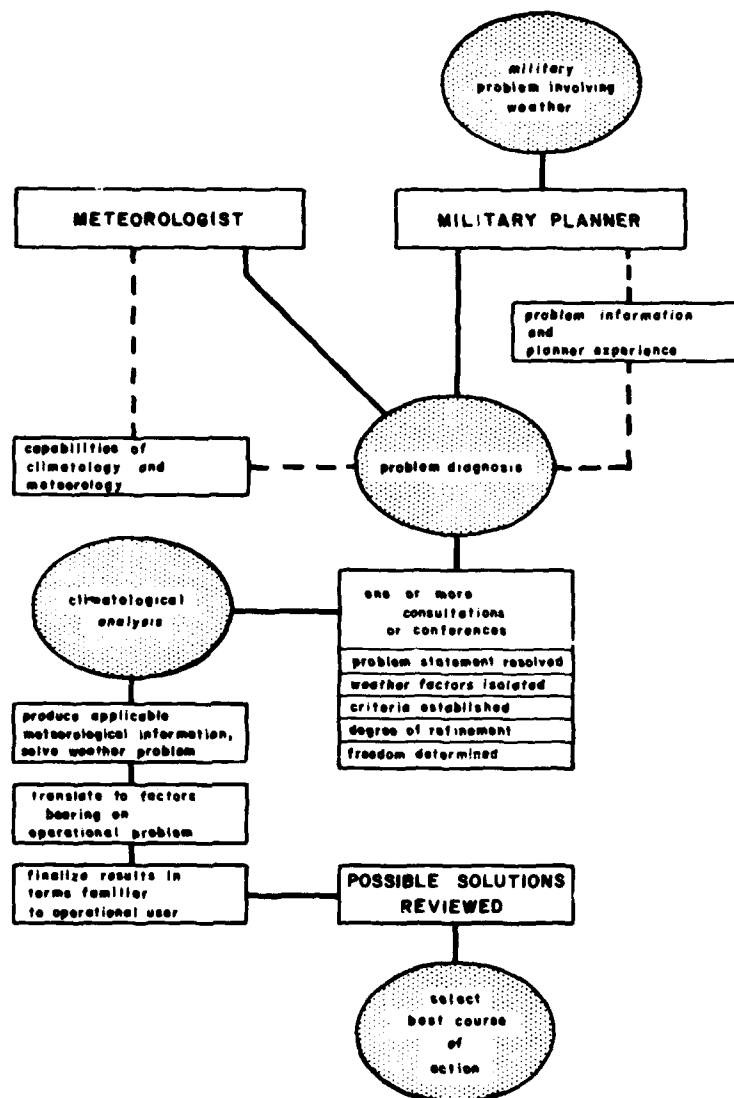 military
problem involving
weather
METEOROLOGIST
MILITARY PLANNER
problem information
and
planner experience
capabilities of
climatology and
meteorology
problem diagnosis
climatological
analysis
one or more
consultations
or conferences
problem statement resolved
weather factors isolated
criteria established
degree of refinement
freedom determined
produce applicable
meteorological information,
solve weather problem
translate to factors
bearing on
operational problem
finalize results in
terms familiar
to operational user
POSSIBLE SOLUTIONS
REVIEWED
select
best course
of
action